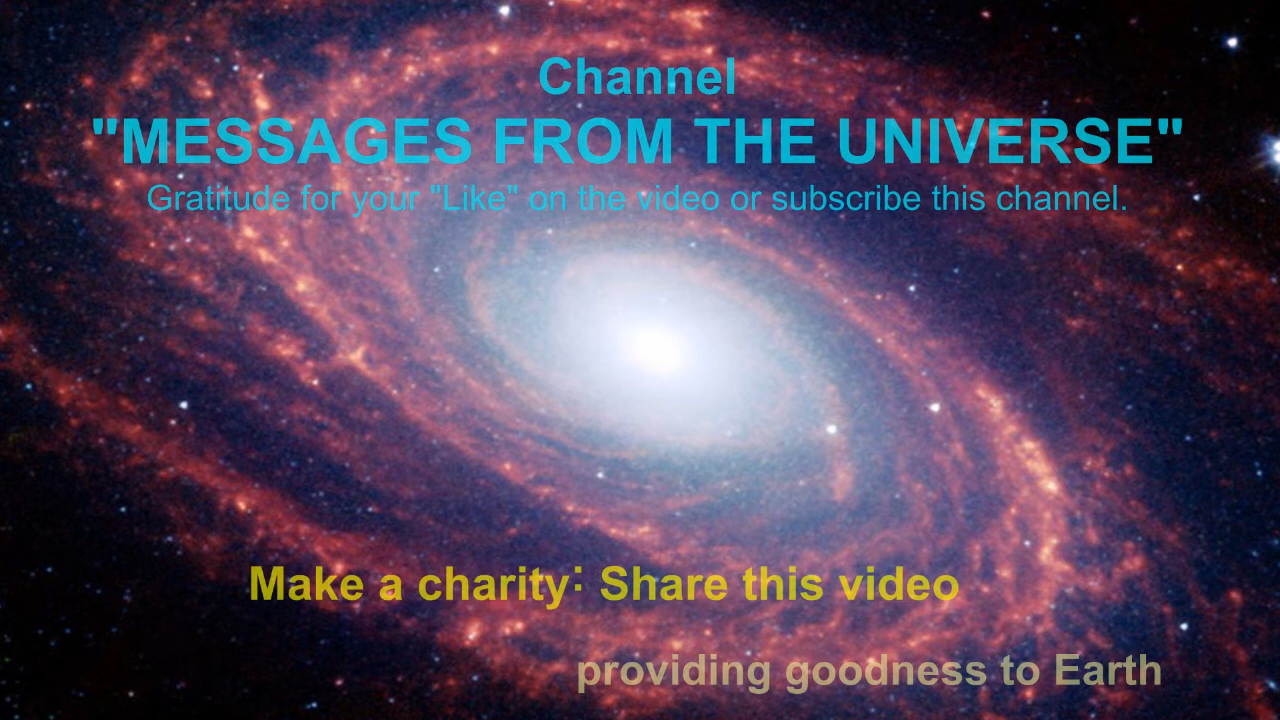 Channel
"MESSAGES FROM THE UNIVERSE"
Gratitude for your "Like" on the video or subscribe this channel.
Make a charity: Share this video
providing goodness to Earth